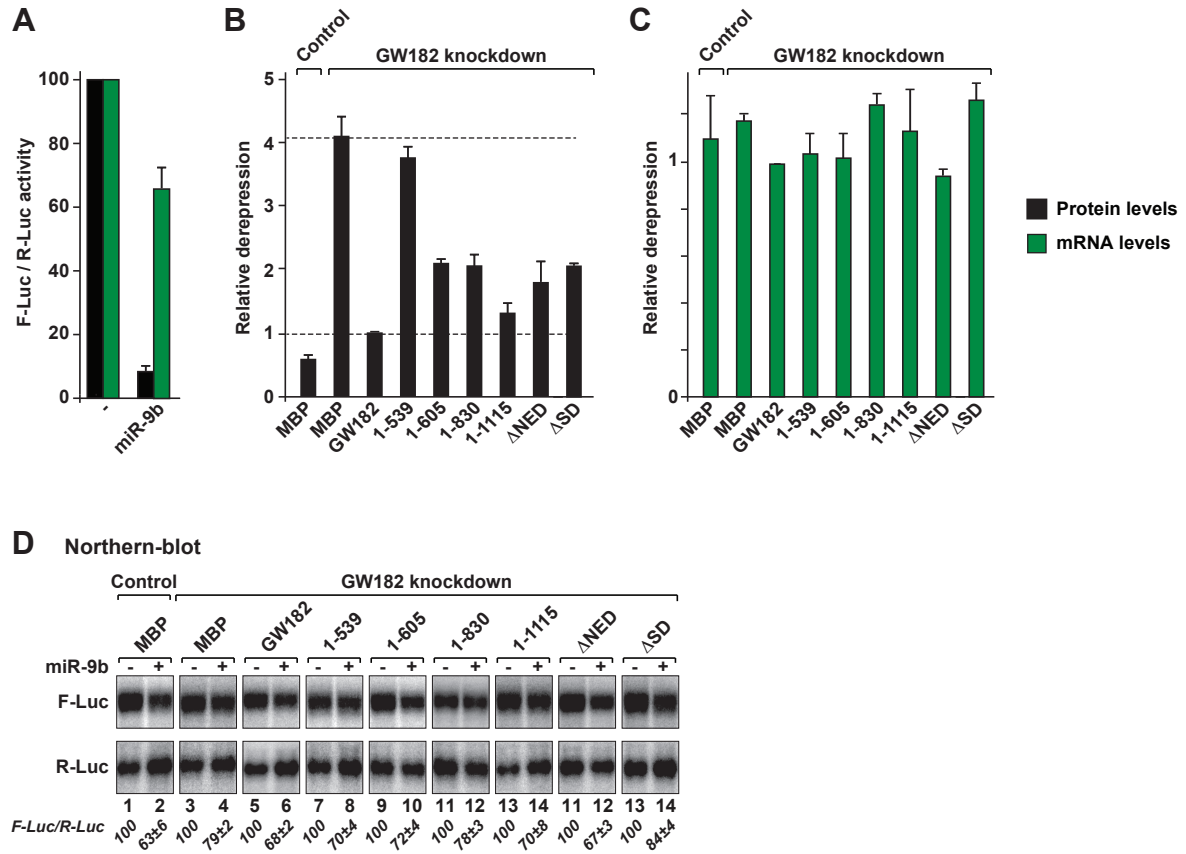 A
F-Luc / R-Luc activity
100
80
60
40
20
0
-
miR-9b
B
Control
GW182 knockdown
Relative derepression
5
4
3
2
1
0
MBP
MBP
GW182
1-539
1-605
1-830
1-1115
ΔNED
ΔSD
C
Control
GW182 knockdown
Relative derepression
1
0
MBP
MBP
GW182
1-539
1-605
1-830
1-1115
ΔNED
ΔSD
Protein levels
mRNA levels
D Northern-blot
Control GW182 knockdown
MBP MBP GW182 1-539 1-605 1-830 1-1115 ΔNED ΔSD
miR-9b - + - + - + - + - + - + - + - + - +
F-Luc
R-Luc
1 2 3 4 5 6 7 8 9 10 11 12 13 14 11 12 13 14
F-Luc/R-Luc 100 63±6 100 79±2 100 68±2 100 70±4 100 72±4 100 78±3 100 70±8 100 67±3 100 84±4